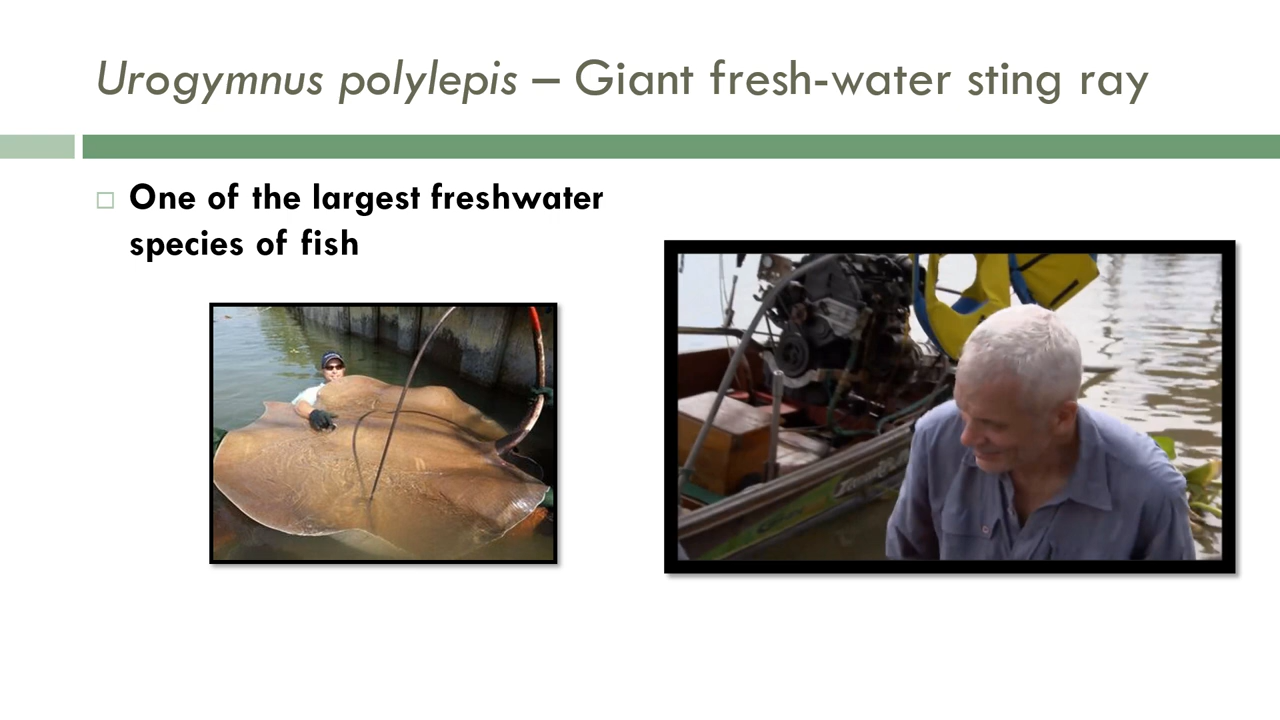 Urogymnus polylepis – Giant fresh-water sting ray
One of the largest freshwater
species of fish